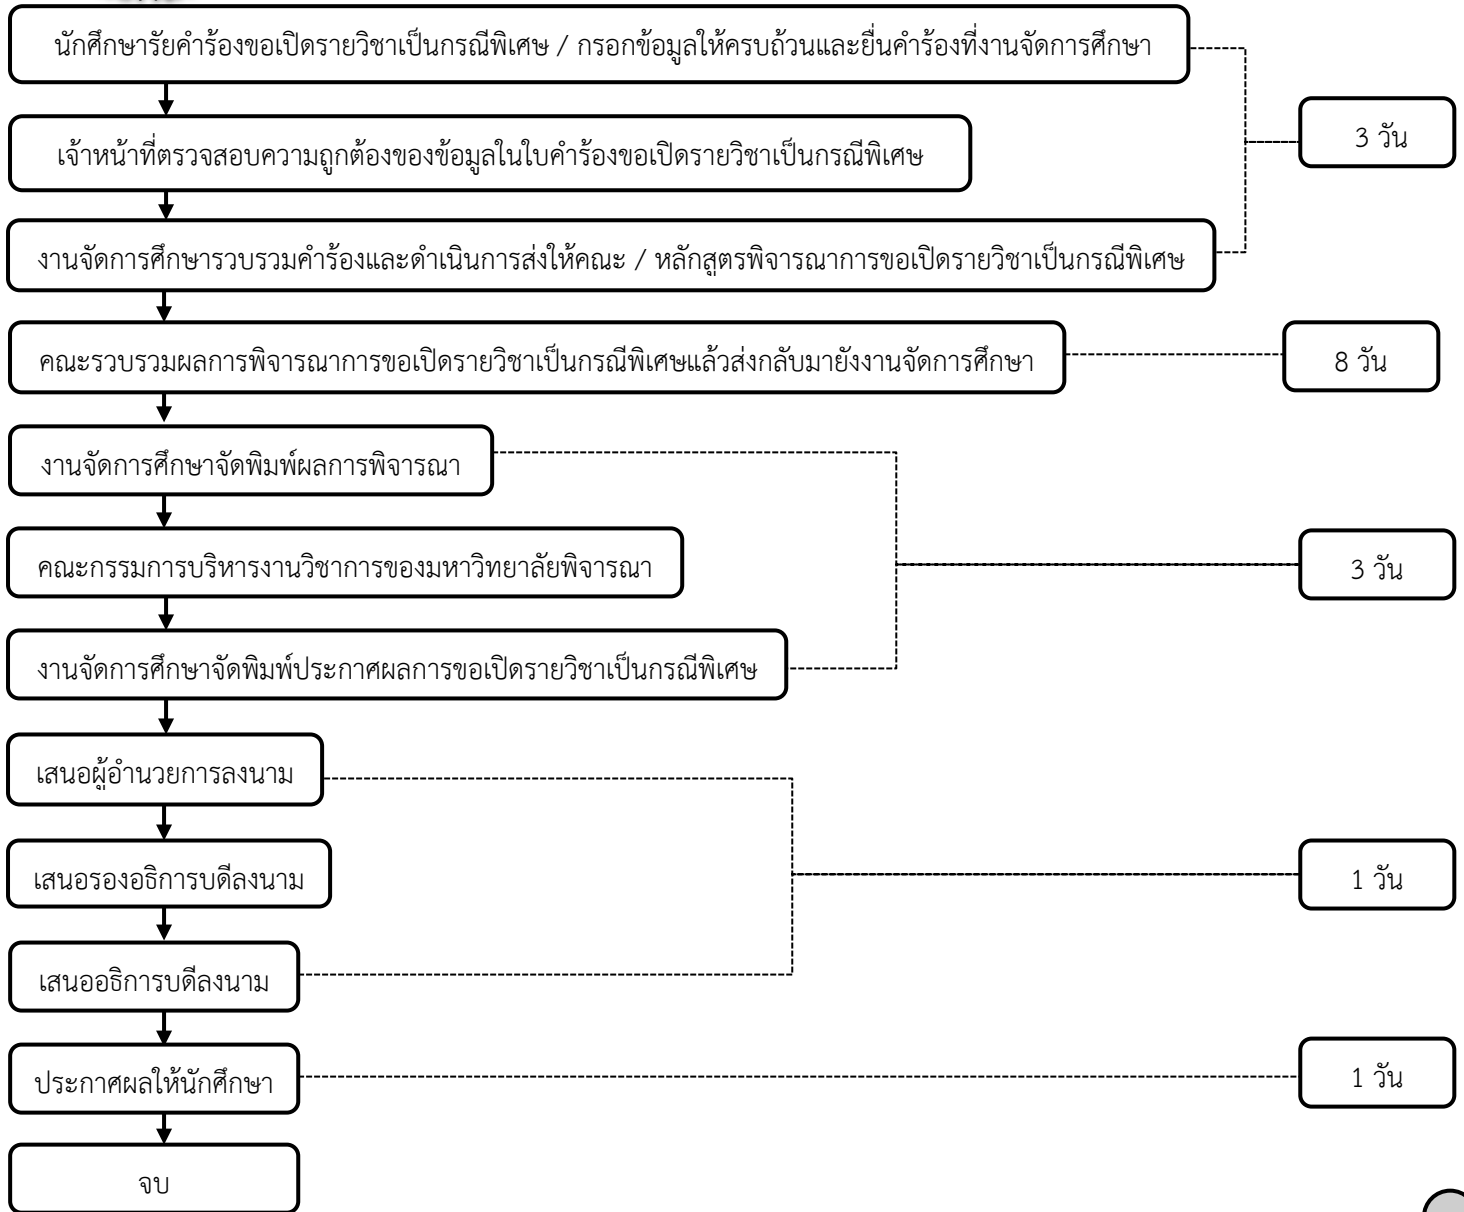 นักศึกษารัยคำร้องขอเปิดรายวิชาเป็นกรณีพิเศษ / กรอกข้อมูลให้ครบถ้วนและยื่นคำร้องที่งานจัดการศึกษา
3 วัน
เจ้าหน้าที่ตรวจสอบความถูกต้องของข้อมูลในใบคำร้องขอเปิดรายวิชาเป็นกรณีพิเศษ
งานจัดการศึกษารวบรวมคำร้องและดำเนินการส่งให้คณะ / หลักสูตรพิจารณาการขอเปิดรายวิชาเป็นกรณีพิเศษ
คณะรวบรวมผลการพิจารณาการขอเปิดรายวิชาเป็นกรณีพิเศษแล้วส่งกลับมายังงานจัดการศึกษา
8 วัน
งานจัดการศึกษาจัดพิมพ์ผลการพิจารณา
คณะกรรมการบริหารงานวิชาการของมหาวิทยาลัยพิจารณา
3 วัน
งานจัดการศึกษาจัดพิมพ์ประกาศผลการขอเปิดรายวิชาเป็นกรณีพิเศษ
เสนอผู้อำนวยการลงนาม
เสนอรองอธิการบดีลงนาม
1 วัน
เสนออธิการบดีลงนาม
ประกาศผลให้นักศึกษา
1 วัน
จบ